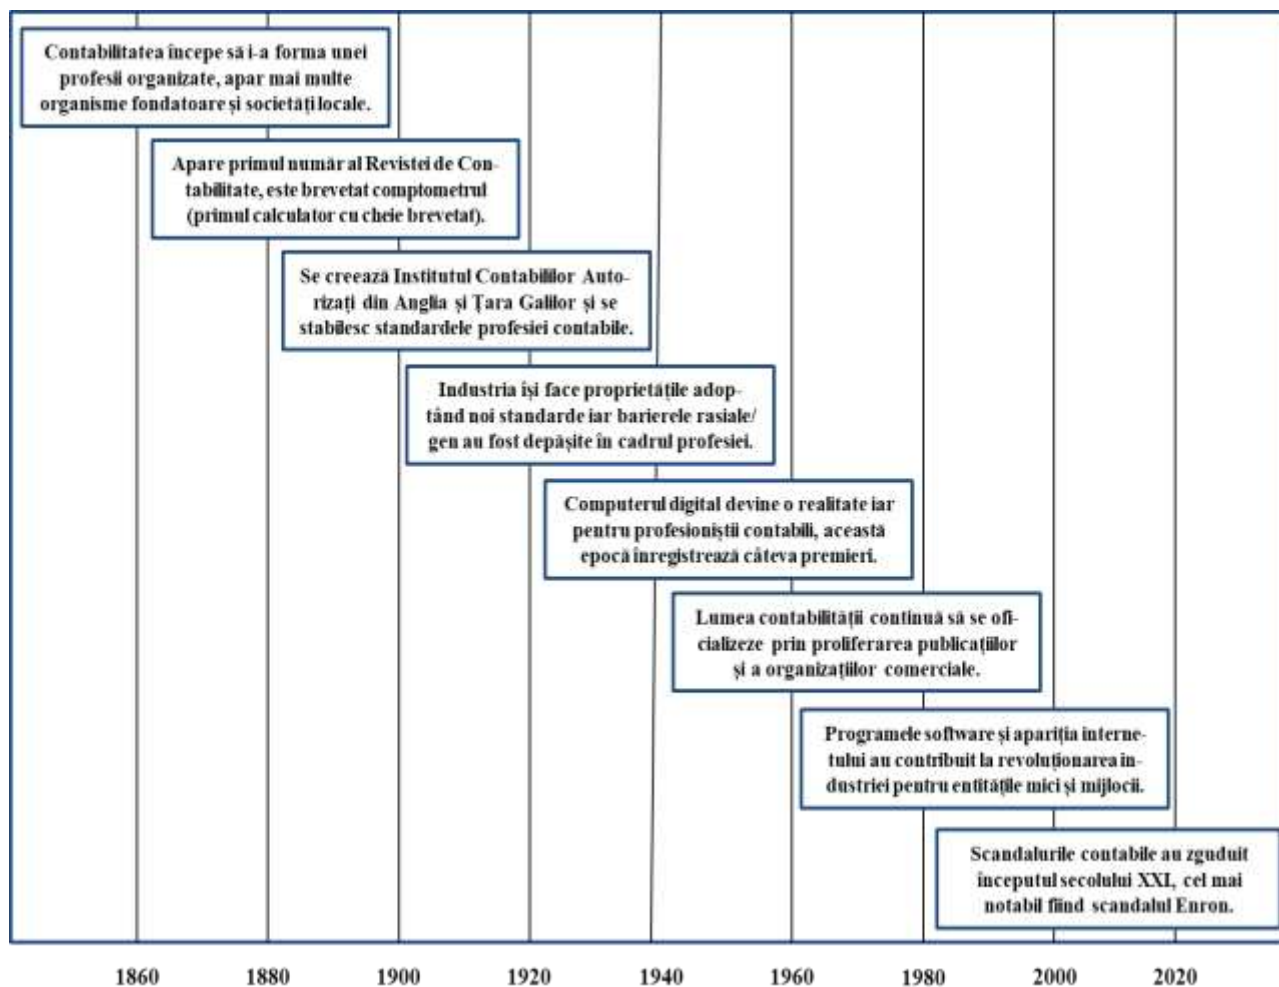 Contabilitatea începe să i-a forma unei
profesii organizate, apar mai multe
organisme fondatoare și societăți locale.
Apare primul număr al Revistei de Con-
tabilitate, este brevetat comptometrul
(primul calculator cu cheie brevetat).
Se creează Institutul Contabililor Auto-
rizați din Anglia și Țara Galilor și se
stabilesc standardele profesiei contabile.
Industria își face proprietățile adop-
tând noi standarde iar barierele rasiale/
gen au fost depășite în cadrul profesiei.
Computerul digital devine o realitate iar
pentru profesioniștii contabili, această
epocă înregistrează câteva premieri.
Lumea contabilității continuă să se ofi-
cializeze prin proliferarea publicațiilor
și a organizațiilor comerciale.
Programele software și apariția interne-
tului au contribuit la revoluționarea in-
dustriei pentru entitățile mici și mijlocii.
Scandalurile contabile au zguduit
începutul secolului XXI, cel mai
notabil fiind scandalul Enron.
1860 1880 1900 1920 1940 1960 1980 2000 2020